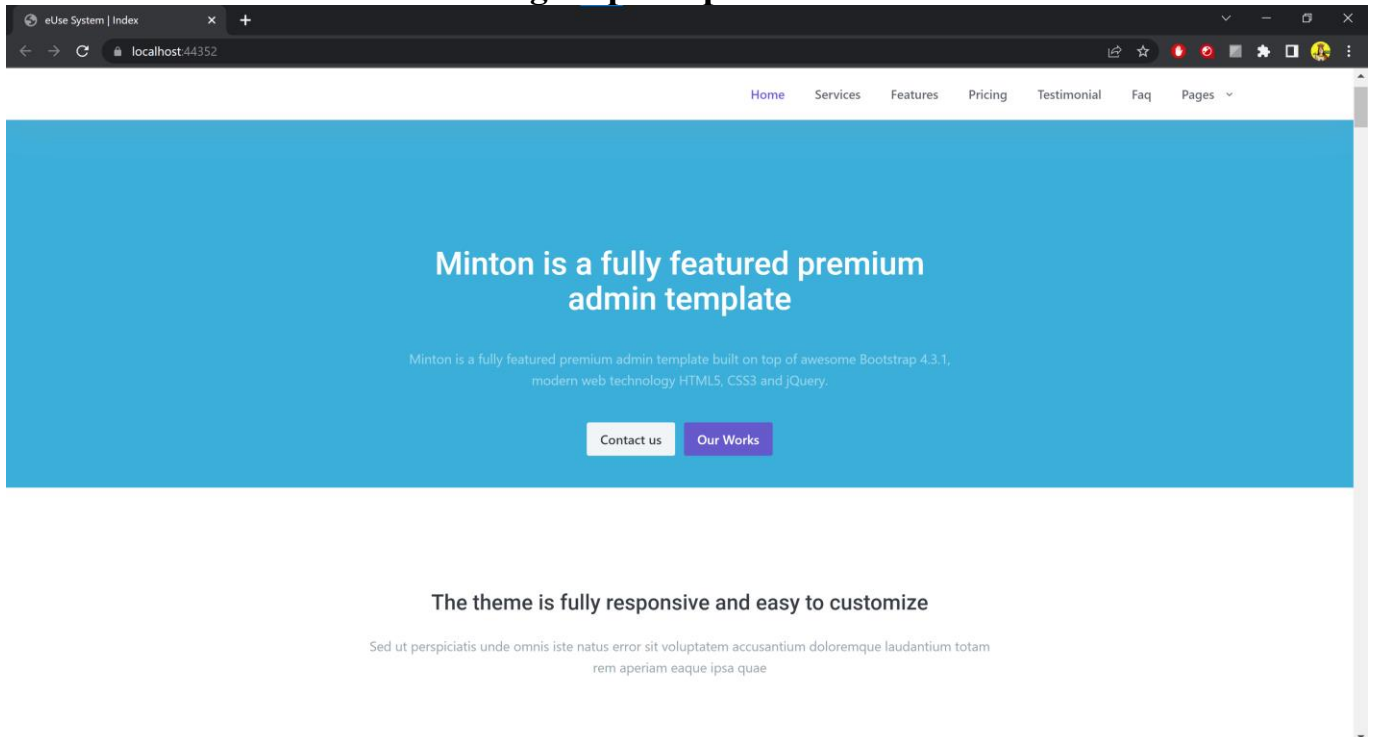 eUse System | Index
localhost:44352
Home Services Features Pricing Testimonial Faq Pages
Minton is a fully featured premium
admin template
Minton is a fully featured premium admin template built on top of awesome Bootstrap 4.3.1,
modern web technology HTML5, CSS3 and jQuery.
Contact us Our Works
The theme is fully responsive and easy to customize
Sed ut perspiciatis unde omnis iste natus error sit voluptatem accusantium doloremque laudantium totam
rem aperiam eaque ipsa quae